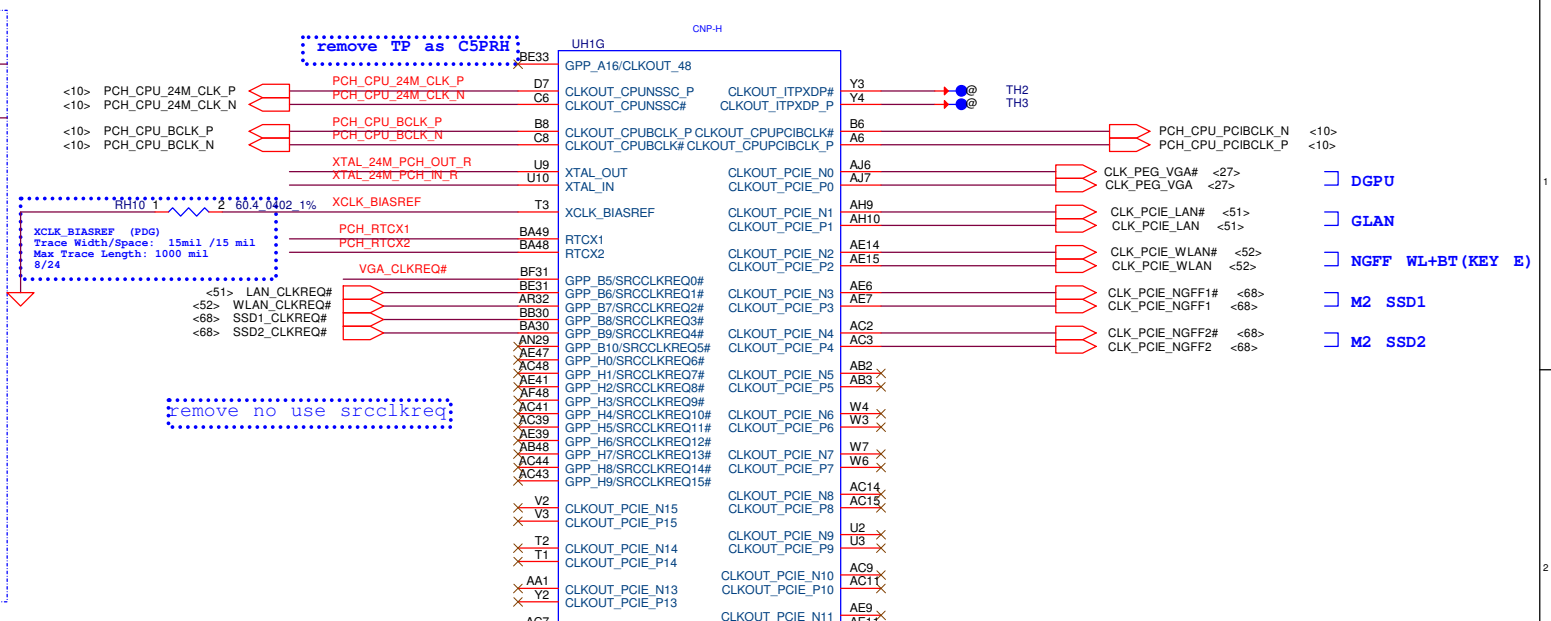 CNP-H
remove TP as C5PRH
UH1G
BE33
GPP_A16/CLKOUT_48
<10> PCH_CPU_24M_CLK_P
PCH_CPU_24M_CLK_P
D7
CLKOUT_CPUNSSC_P
CLKOUT_ITPXDP#
Y3
@
TH2
<10> PCH_CPU_24M_CLK_N
PCH_CPU_24M_CLK_N
C6
CLKOUT_CPUNSSC#
CLKOUT_ITPXDP_P
Y4
@
TH3
<10> PCH_CPU_BCLK_P
PCH_CPU_BCLK_P
B8
CLKOUT_CPUBCLK_P
CLKOUT_CPUPCIBCLK#
B6
PCH_CPU_PCIBCLK_N <10>
<10> PCH_CPU_BCLK_N
PCH_CPU_BCLK_N
C8
CLKOUT_CPUBCLK#
CLKOUT_CPUPCIBCLK_P
A6
PCH_CPU_PCIBCLK_P <10>
XTAL_24M_PCH_OUT_R
U9
XTAL_OUT
CLKOUT_PCIE_N0
AJ6
CLK_PEG_VGA# <27>
XTAL_24M_PCH_IN_R
U10
XTAL_IN
CLKOUT_PCIE_P0
AJ7
CLK_PEG_VGA <27>
DGPU
1
RH10 1
2 60.4_0402_1%
XCLK_BIASREF
T3
XCLK_BIASREF
CLKOUT_PCIE_N1
AH9
CLK_PCIE_LAN# <51>
CLKOUT_PCIE_P1
AH10
CLK_PCIE_LAN <51>
GLAN
XCLK_BIASREF (PDG)
Trace Width/Space: 15mil /15 mil
Max Trace Length: 1000 mil
8/24
PCH_RTCX1
BA49
RTCX1
PCH_RTCX2
BA48
RTCX2
CLKOUT_PCIE_N2
AE14
CLK_PCIE_WLAN# <52>
CLKOUT_PCIE_P2
AE15
CLK_PCIE_WLAN <52>
NGFF WL+BT(KEY E)
VGA_CLKREQ#
BF31
GPP_B5/SRCCLKREQ0#
<51> LAN_CLKREQ#
BE31
GPP_B6/SRCCLKREQ1#
CLKOUT_PCIE_N3
AE6
CLK_PCIE_NGFF1# <68>
<52> WLAN_CLKREQ#
AR32
GPP_B7/SRCCLKREQ2#
CLKOUT_PCIE_P3
AE7
CLK_PCIE_NGFF1 <68>
M2 SSD1
<68> SSD1_CLKREQ#
BB30
GPP_B8/SRCCLKREQ3#
<68> SSD2_CLKREQ#
BA30
GPP_B9/SRCCLKREQ4#
CLKOUT_PCIE_N4
AC2
CLK_PCIE_NGFF2# <68>
AN29
GPP_B10/SRCCLKREQ5#
CLKOUT_PCIE_P4
AC3
CLK_PCIE_NGFF2 <68>
M2 SSD2
AE47
GPP_H0/SRCCLKREQ6#
AC48
GPP_H1/SRCCLKREQ7#
CLKOUT_PCIE_N5
AB2
AE41
GPP_H2/SRCCLKREQ8#
CLKOUT_PCIE_P5
AB3
AF48
GPP_H3/SRCCLKREQ9#
remove no use srcclkreq
AC41
GPP_H4/SRCCLKREQ10#
CLKOUT_PCIE_N6
W4
AC39
GPP_H5/SRCCLKREQ11#
CLKOUT_PCIE_P6
W3
AE39
GPP_H6/SRCCLKREQ12#
AB48
GPP_H7/SRCCLKREQ13#
CLKOUT_PCIE_N7
W7
AC44
GPP_H8/SRCCLKREQ14#
CLKOUT_PCIE_P7
W6
AC43
GPP_H9/SRCCLKREQ15#
CLKOUT_PCIE_N8
AC14
V2
CLKOUT_PCIE_N15
CLKOUT_PCIE_P8
AC15
V3
CLKOUT_PCIE_P15
CLKOUT_PCIE_N9
U2
T2
CLKOUT_PCIE_N14
CLKOUT_PCIE_P9
U3
T1
CLKOUT_PCIE_P14
2
CLKOUT_PCIE_N10
AC9
AA1
CLKOUT_PCIE_N13
CLKOUT_PCIE_P10
AC11
Y2
CLKOUT_PCIE_P13
CLKOUT_PCIE_N11
AE9
AC7
AE11